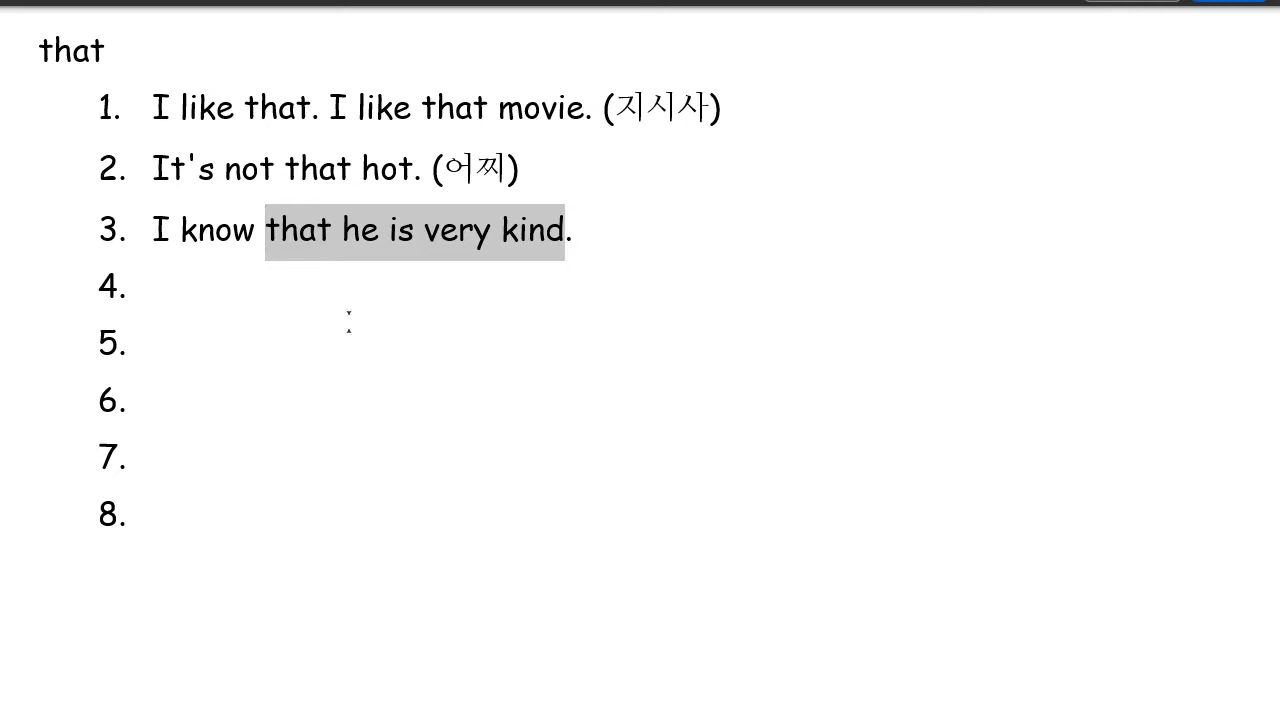 that
1. I like that. I like that movie. (지시사)
2. It's not that hot. (어찌)
3. I know that he is very kind.
4.
5.
6.
7.
8.